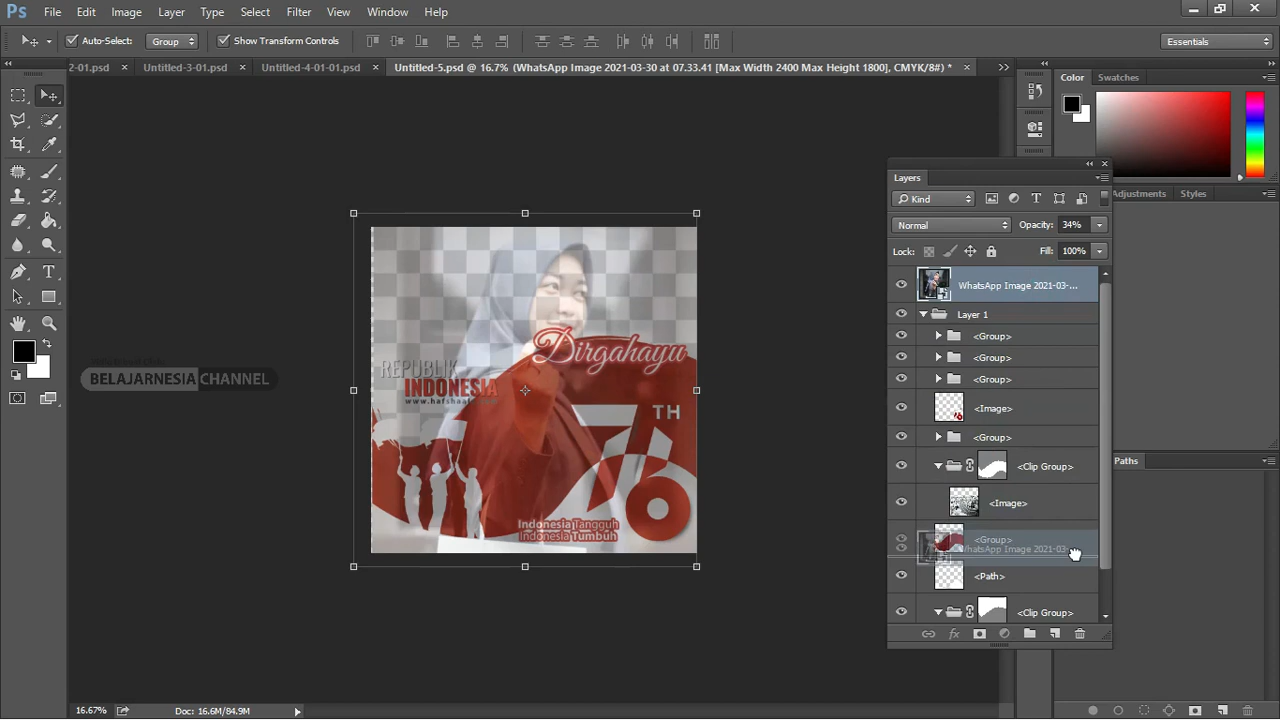 Ps File Edit Image Layer Type Select Filter View Window Help
Auto-Select: Group Show Transform Controls Essentials
2-01.psd Untitled-3-01.psd Untitled-4-01-01.psd Untitled-5.psd @ 16.7% (WhatsApp Image 2021-03-30 at 07.33.41 [Max Width 2400 Max Height 1800], CMYK/8#) *
Color Swatches
Adjustments Styles
Paths
Layers
Kind
Normal Opacity: 34%
Lock: Fill: 100%
WhatsApp Image 2021-03-...
Layer 1
<Group>
<Group>
<Group>
<Image>
<Group>
<Clip Group>
<Image>
<Group>
WhatsApp Image 2021-03-
<Path>
<Clip Group>
Dirgahayu
REPUBLIK
INDONESIA
TH
76
Indonesia Tangguh
Indonesia Tumbuh
BELAJARNESIA CHANNEL
16.67% Doc: 16.6M/84.9M